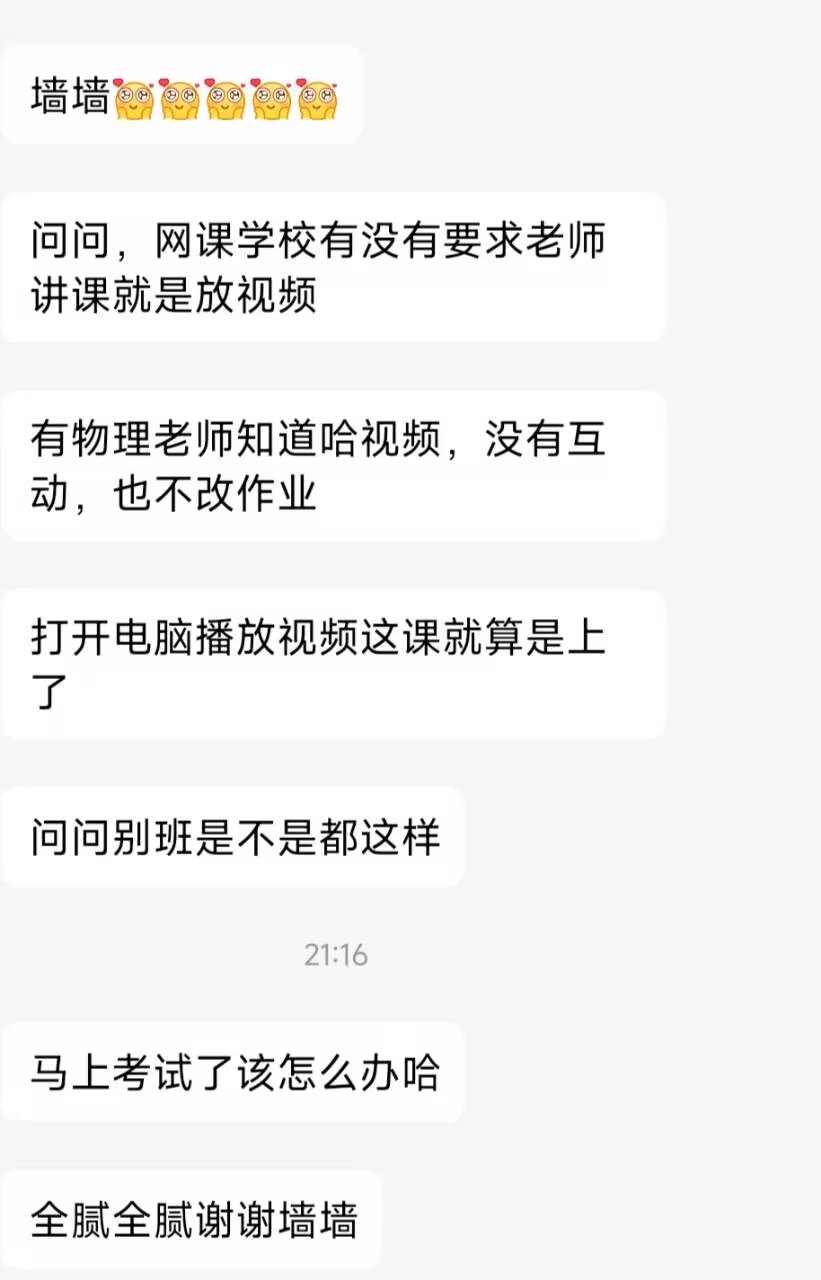 墙墙
问问，网课学校有没有要求老师
讲课就是放视频
有物理老师知道哈视频，没有互
动，也不改作业
打开电脑播放视频这课就算是上
了
问问别班是不是都这样
21:16
马上考试了该怎么办哈
全腻全腻谢谢墙墙